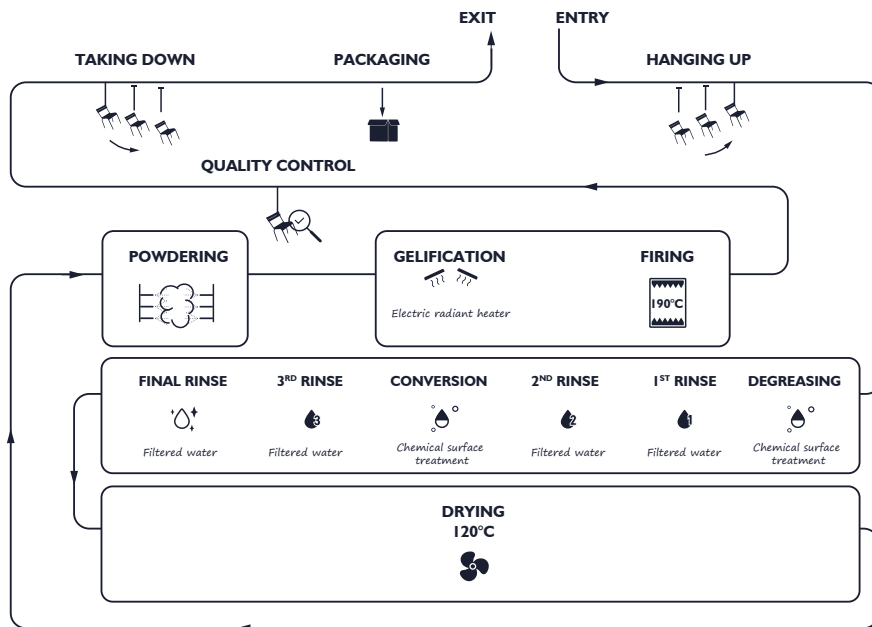 EXIT
ENTRY
TAKING DOWN
PACKAGING
HANGING UP
QUALITY CONTROL
POWDERING
GELIFICATION
FIRING
190°C
Electric radiant heater
FINAL RINSE
3RD RINSE
CONVERSION
2ND RINSE
1ST RINSE
DEGREASING
3
2
1
Filtered water
Filtered water
Chemical surface
treatment
Filtered water
Filtered water
Chemical surface
treatment
DRYING
120°C